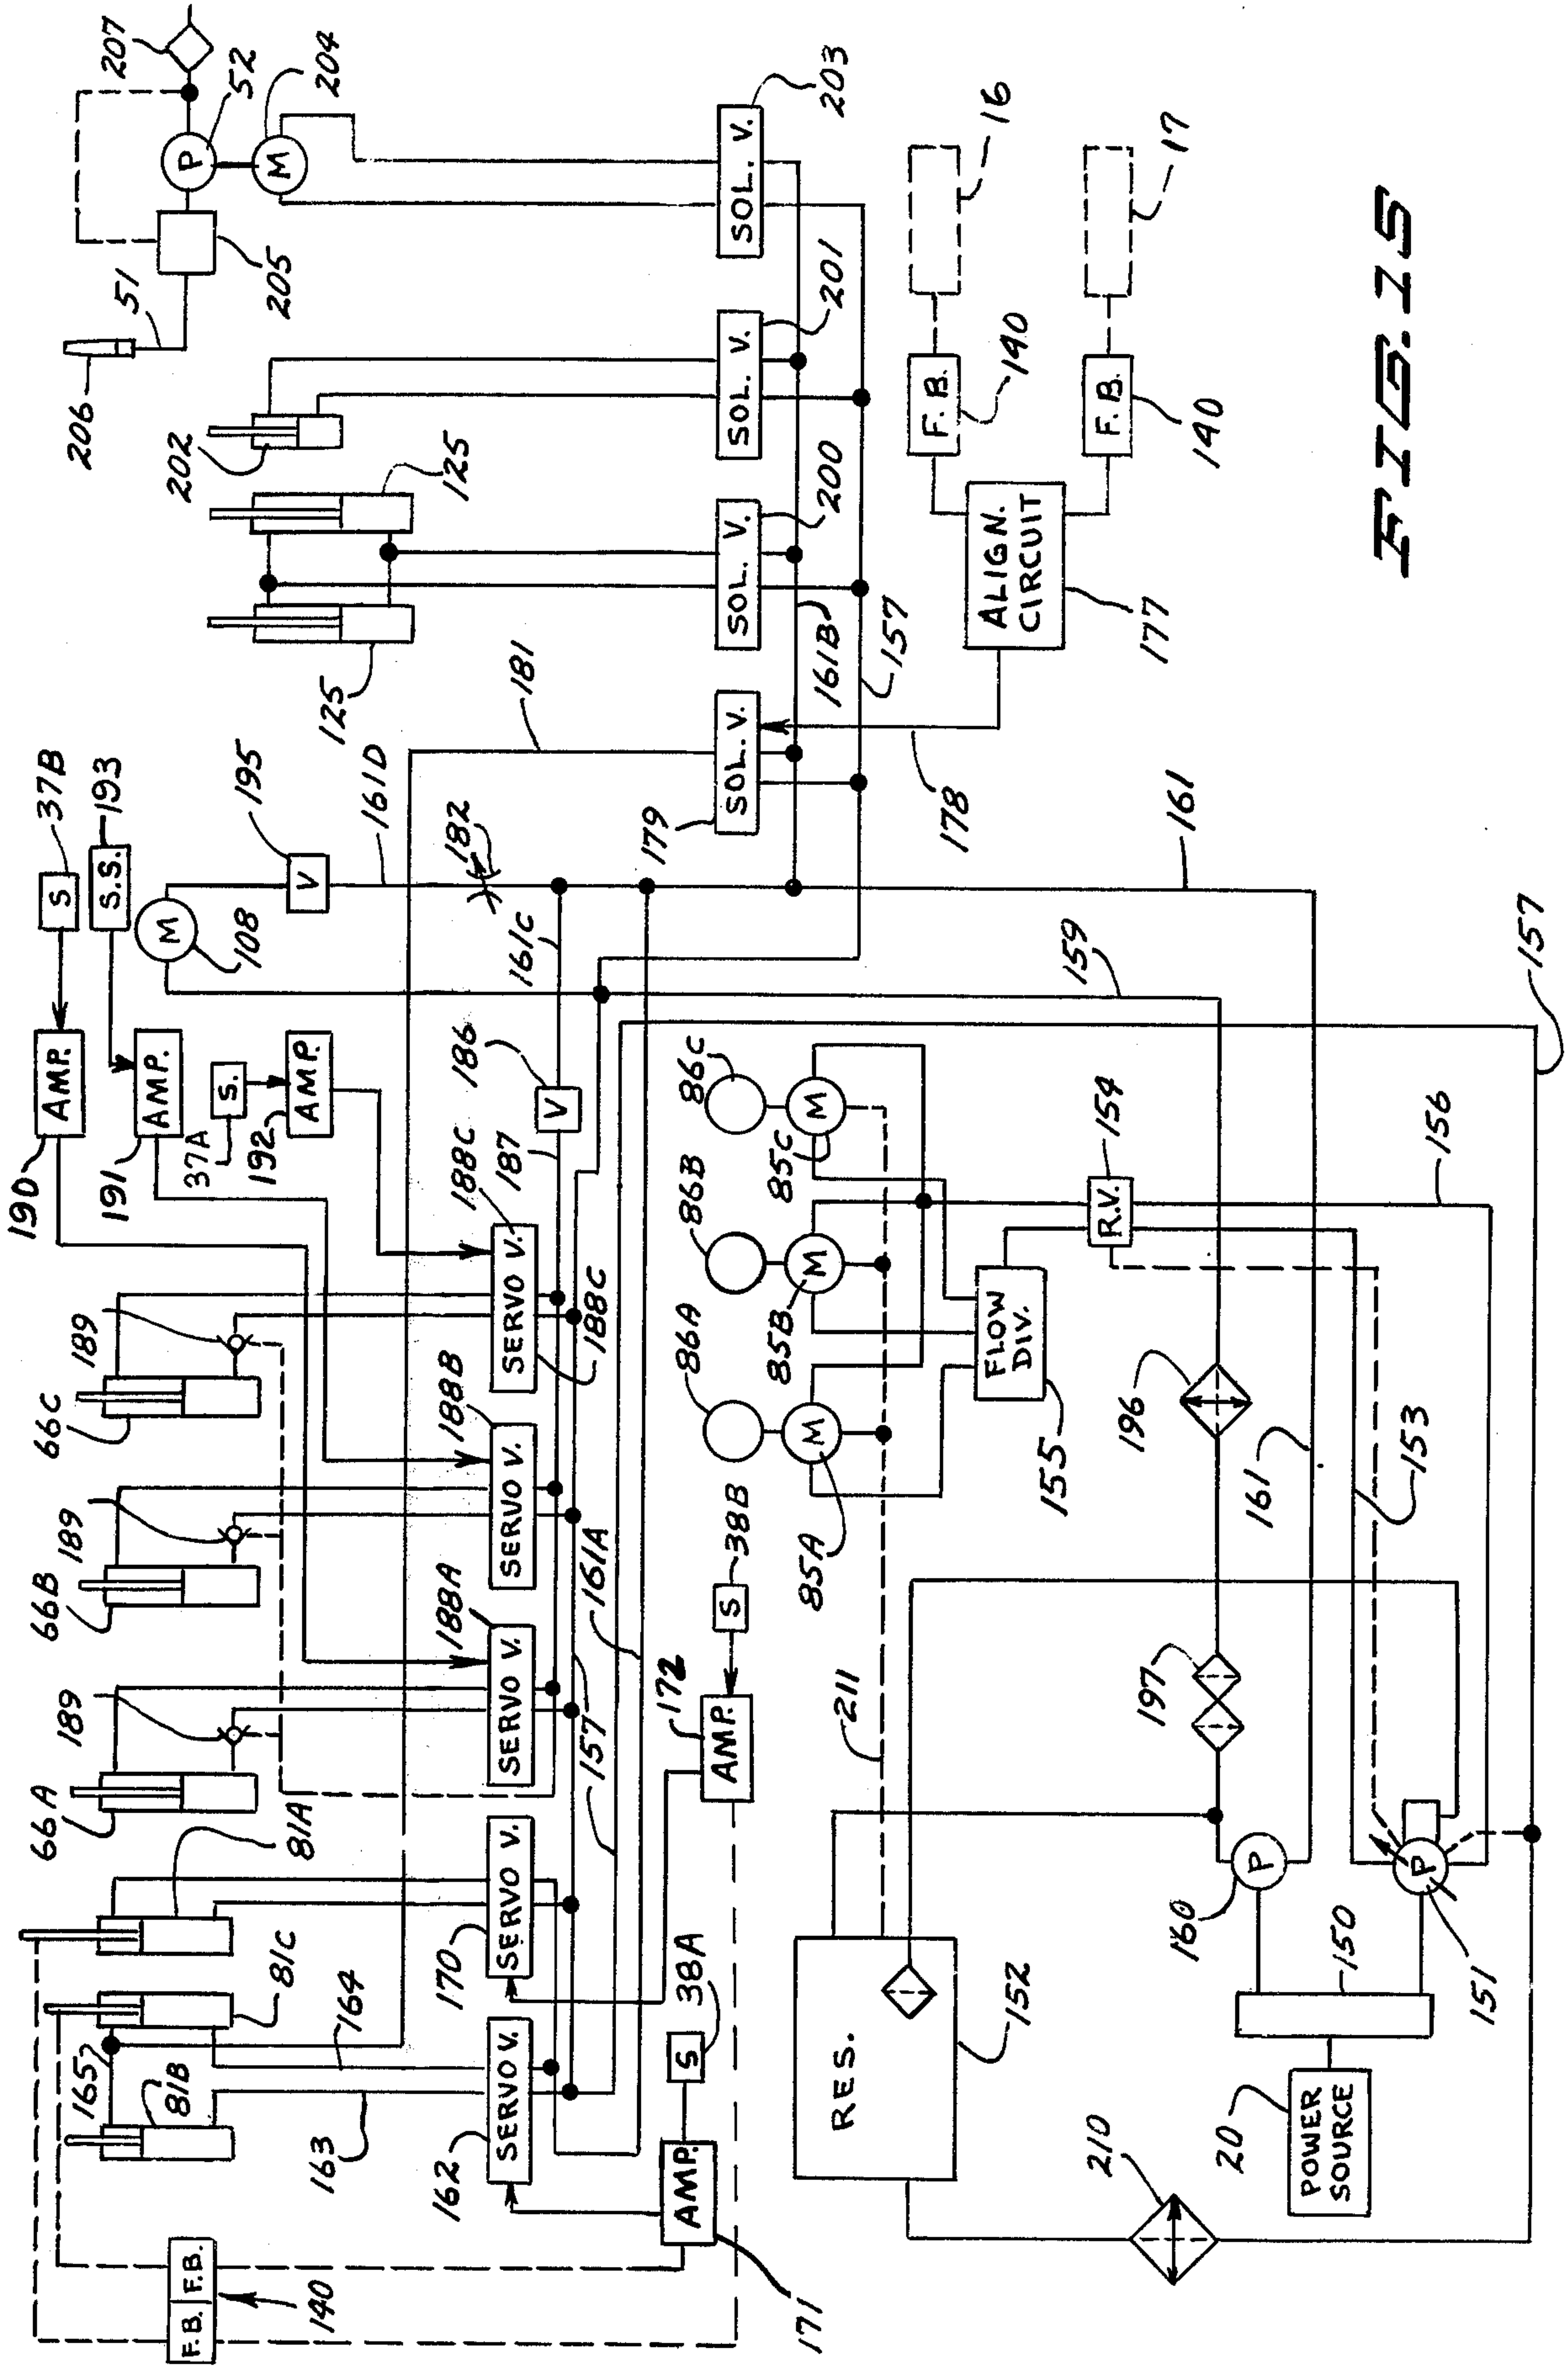 140
F.B. F.B.
165
81B
81C
81A
66A
189
66B
189
66C
189
190
AMP.
S
37B
163
164
191
AMP.
S.S.
193
37A
S.
192
AMP.
M
108
V
195
161D
162
SERVO V.
170
SERVO V.
188A
SERVO V.
188B
SERVO V.
188C
SERVO V.
188C
187
V
186
161C
182
181
125
125
202
206
51
205
P
52
207
M
204
157
161A
171
AMP.
S
38A
172
AMP.
S
38B
179
SOL. V.
SOL. V.
200
SOL. V.
201
SOL. V.
203
161B
157
86A
86B
86C
M
85A
M
85B
M
85C
RES.
152
211
FLOW DIV.
155
R.V.
154
159
178
ALIGN. CIRCUIT
177
F.B.
140
16
F.B.
140
17
210
20
POWER SOURCE
150
160
P
197
196
161
161
151
P
153
156
157
FIG.15